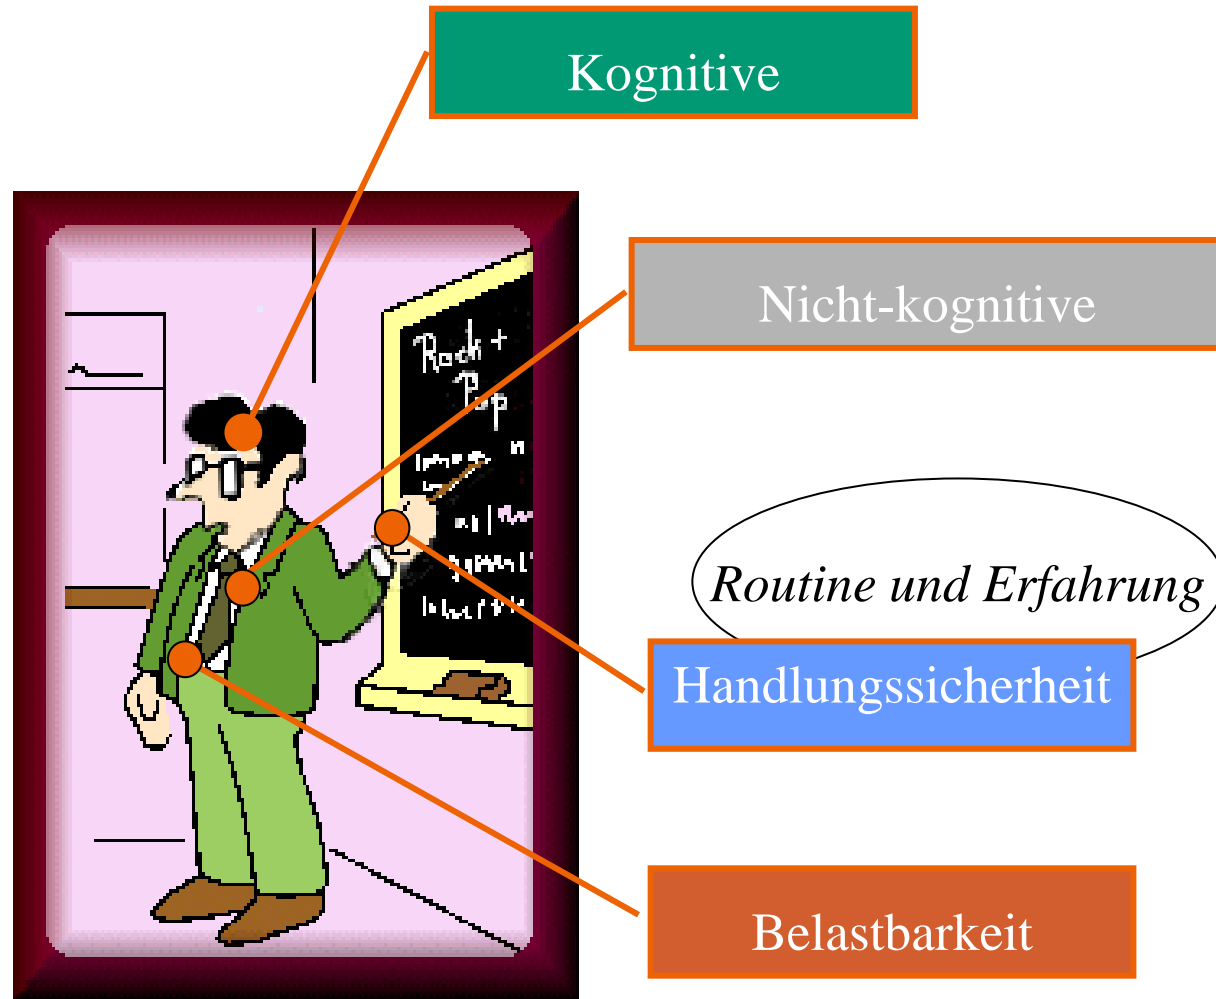 Kognitive
Nicht-kognitive
Rock +
Pop
Routine und Erfahrung
Handlungssicherheit
Belastbarkeit